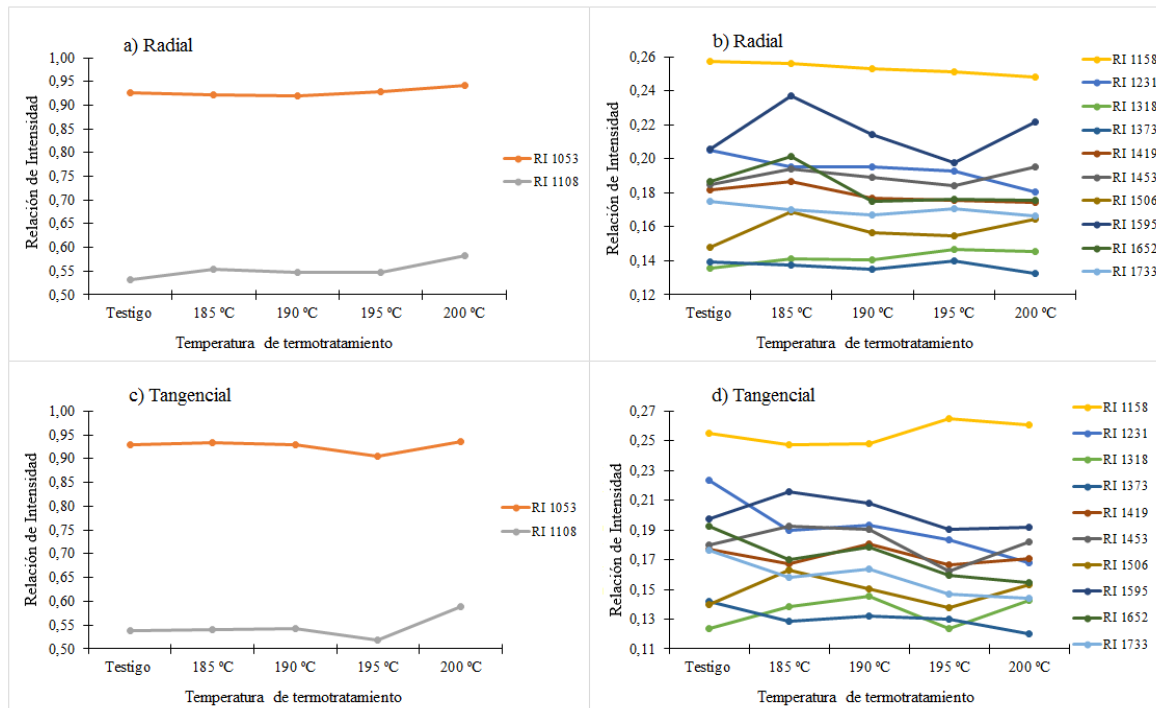 a) Radial
Relación de Intensidad
1,00
0,95
0,90
0,85
0,80
0,75
0,70
0,65
0,60
0,55
0,50
Testigo 185 ºC 190 ºC 195 ºC 200 ºC
Temperatura de termotratamiento
RI 1053
RI 1108
b) Radial
Relación de Intensidad
0,26
0,24
0,22
0,20
0,18
0,16
0,14
0,12
Testigo 185 ºC 190 ºC 195 ºC 200 ºC
Temperatura de termotratamiento
RI 1158
RI 1231
RI 1318
RI 1373
RI 1419
RI 1453
RI 1506
RI 1595
RI 1652
RI 1733
c) Tangencial
Relación de Intensidad
1,00
0,95
0,90
0,85
0,80
0,75
0,70
0,65
0,60
0,55
0,50
Testigo 185 ºC 190 ºC 195 ºC 200 ºC
Temperatura de termotratamiento
RI 1053
RI 1108
d) Tangencial
Relación de Intensidad
0,27
0,25
0,23
0,21
0,19
0,17
0,15
0,13
0,11
Testigo 185 ºC 190 ºC 195 ºC 200 ºC
Temperatura de termotratamiento
RI 1158
RI 1231
RI 1318
RI 1373
RI 1419
RI 1453
RI 1506
RI 1595
RI 1652
RI 1733